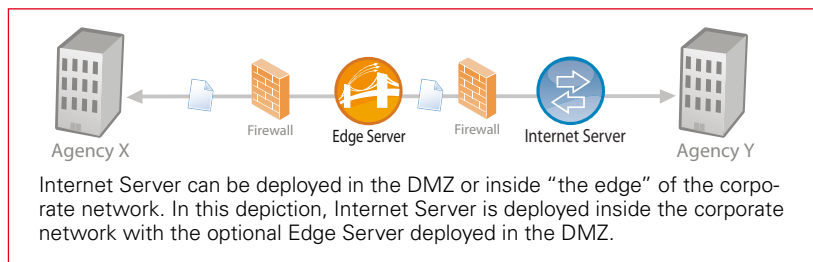 Firewall
Edge Server
Firewall
Internet Server
Agency X
Agency Y
Internet Server can be deployed in the DMZ or inside “the edge” of the corpo-
rate network. In this depiction, Internet Server is deployed inside the corporate
network with the optional Edge Server deployed in the DMZ.